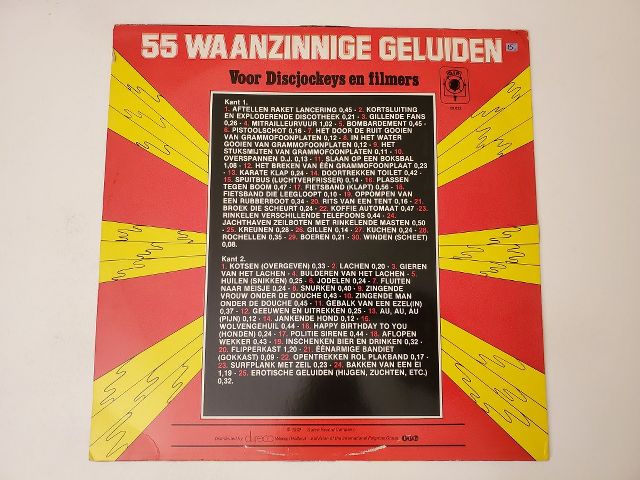 55 WAANZINNIGE GELUIDEN
15
Voor Discjockeys en filmers
Kant 1.
1. AFTELLEN RAKET LANCERING 0,45 - 2. KORTSLUITING
EN EXPLODERENDE DISCOTHEEK 0,21 - 3. GILLENDE FANS
0,26 - 4. MITRAILLEURVUUR 1,02 - 5. BOMBARDEMENT 0,45 -
6. PISTOOLSCHOT 0,16 - 7. HET DOOR DE RUIT GOOIEN
VAN GRAMMOFOONPLATEN 0,12 - 8. IN HET WATER
GOOIEN VAN GRAMMOFOONPLATEN 0,12 - 9. HET
STUKSMIJTEN VAN GRAMMOFOONPLATEN 0,11 - 10.
OVERSPANNEN D.J. 0,13 - 11. SLAAN OP EEN BOKSBAL
1,08 - 12. HET BREKEN VAN ÉÉN GRAMMOFOONPLAAT 0,23
- 13. KARATE KLAP 0,24 - 14. DOORTREKKEN TOILET 0,42 -
15. SPUITBUS (LUCHTVERFRISSER) 0,14 - 16. PLASSEN
TEGEN BOOM 0,47 - 17. FIETSBAND (KLAPT) 0,56 - 18.
FIETSBAND DIE LEEGLOOPT 0,10 - 19. OPPOMPEN VAN
EEN RUBBERBOOT 0,34 - 20. RITS VAN EEN TENT 0,16 - 21.
BROEK DIE SCHEURT 0,24 - 22. KOFFIE AUTOMAAT 0,47 - 23.
RINKELEN VERSCHILLENDE TELEFOONS 0,44 - 24.
JACHTHAVEN ZEILBOTEN MET RINKELENDE MASTEN 0,50
- 25. KREUNEN 0,28 - 26. GILLEN 0,14 - 27. KUCHEN 0,24 - 28.
ROCHELLEN 0,35 - 29. BOEREN 0,21 - 30. WINDEN (SCHEET)
0,08.
Kant 2.
1. KOTSEN (OVERGEVEN) 0,33 - 2. LACHEN 0,20 - 3. GIEREN
VAN HET LACHEN - 4. BULDEREN VAN HET LACHEN - 5.
HUILEN (SNIKKEN) 0,25 - 6. JODELEN 0,24 - 7. FLUITEN
NAAR MEISJE 0,24 - 8. SNURKEN 0,40 - 9. ZINGENDE
VROUW ONDER DE DOUCHE 0,43 - 10. ZINGENDE MAN
ONDER DE DOUCHE 0,45 - 11. GEBALK VAN EEN EZEL(IN)
0,37 - 12. GEEUWEN EN UITREKKEN 0,25 - 13. AU, AU, AU
(PIJN) 0,12 - 14. JANKENDE HOND 0,12 - 15.
WOLVENGEHUIL 0,44 - 16. HAPPY BIRTHDAY TO YOU
(HONDEN) 0,24 - 17. POLITIE SIRENE 0,44 - 18. AFLOPEN
WEKKER 0,43 - 19. INSCHENKEN BIER EN DRINKEN 0,32 -
20. FLIPPERKAST 1,20 - 21. ÉÉNARMIGE BANDIET
(GOKKAST) 0,09 - 22. OPENTREKKEN ROL PLAKBAND 0,17 -
23. SURFPLANK MET ZEIL 0,23 - 24. BAKKEN VAN EEN EI
1,19 - 25. EROTISCHE GELUIDEN (HIJGEN, ZUCHTEN, ETC.)
0,32.
Distributed by dureco Weesp Holland